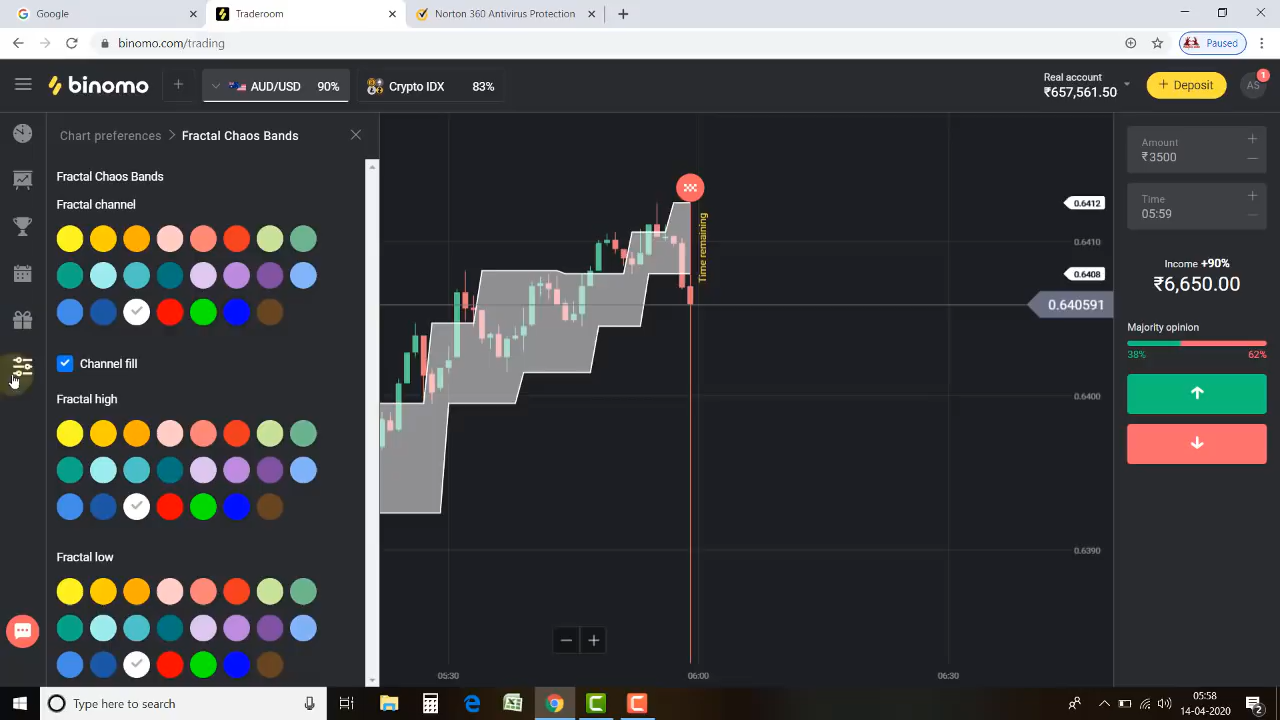 Google
Traderoom
Norton 360 Antivirus Protection
binomo.com/trading
Paused
binomo
AUD/USD 90%
Crypto IDX 83%
Real account
₹657,561.50
Deposit
AS
1
Chart preferences > Fractal Chaos Bands
Fractal Chaos Bands
Fractal channel
Channel fill
Fractal high
Fractal low
Time remaining
0.6412
0.6410
0.6408
0.640591
0.6400
0.6390
05:30
06:00
06:30
Amount
₹3500
Time
05:59
Income +90%
₹6,650.00
Majority opinion
38% 62%
Type here to search
05:58
14-04-2020
2